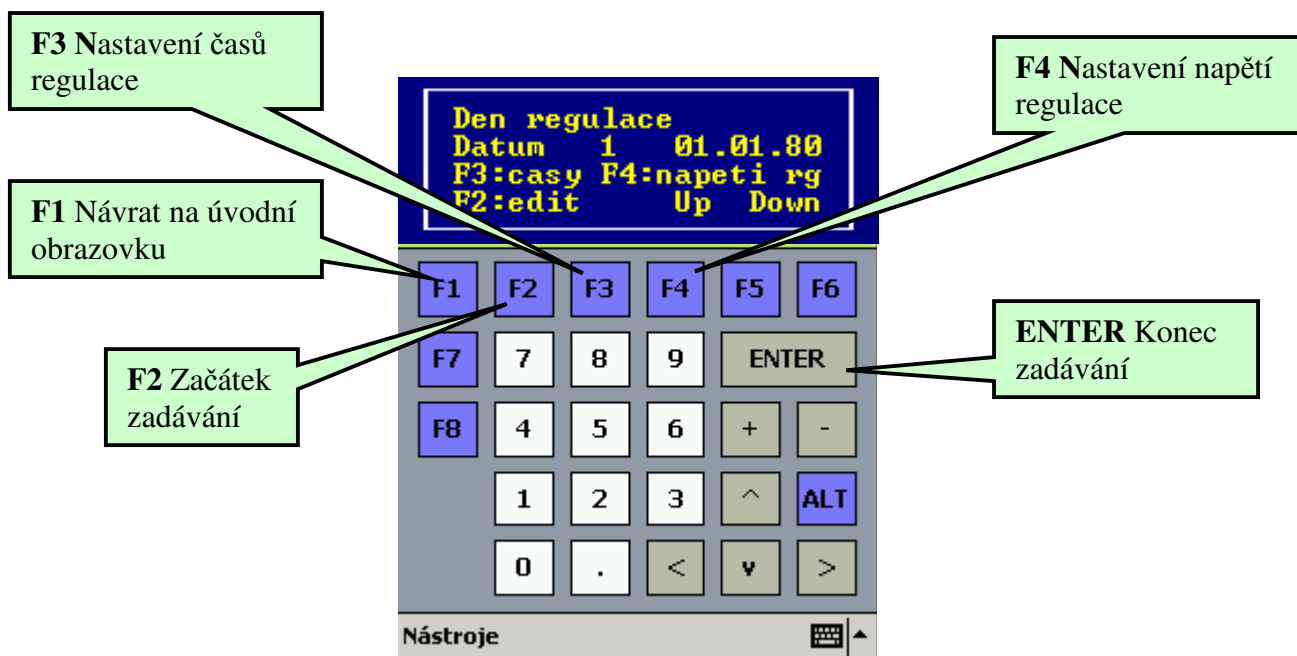 F3 Nastavení časů
regulace
F4 Nastavení napětí
regulace
Den regulace
Datum 1 01.01.80
F3:casy F4:napeti rg
F2:edit Up Down
F1 Návrat na úvodní
obrazovku
F1 F2 F3 F4 F5 F6
ENTER Konec
zadávání
F7 7 8 9 ENTER
F2 Začátek
zadávání
F8 4 5 6 + -
1 2 3 ^ ALT
0 . < v >
Nástroje